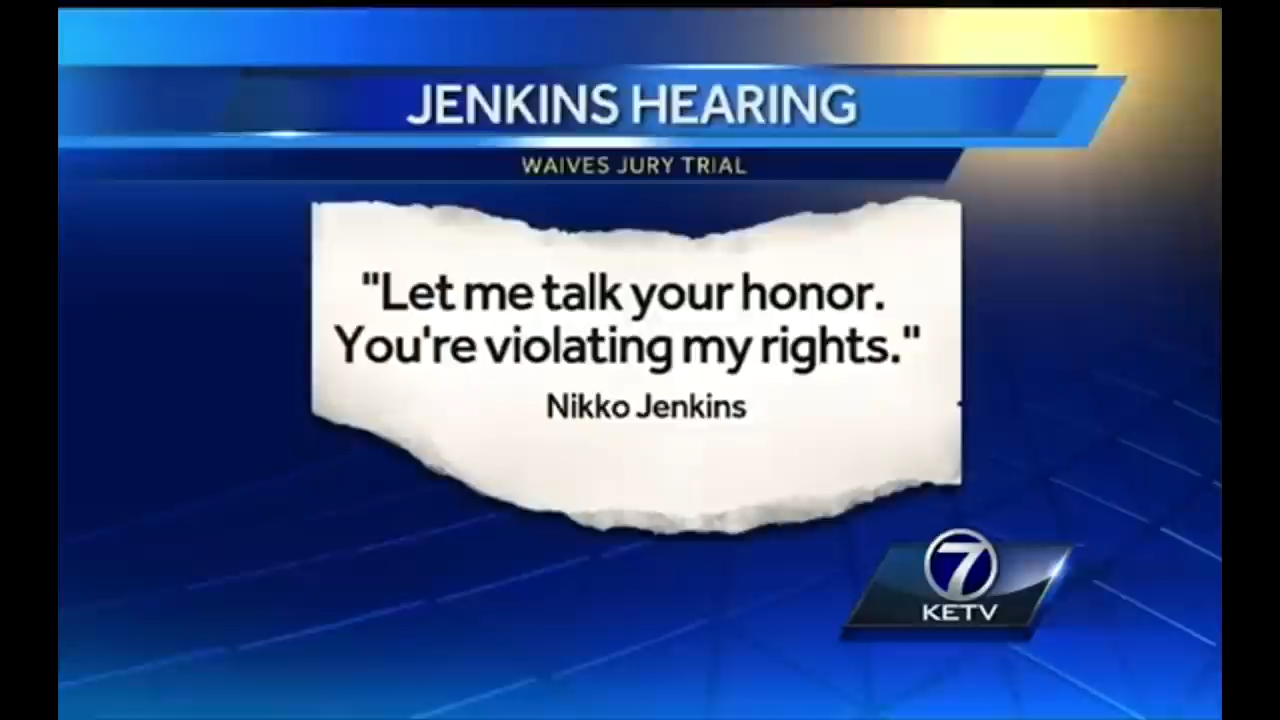 JENKINS HEARING
WAIVES JURY TRIAL
"Let me talk your honor.
You're violating my rights."
Nikko Jenkins
7
KETV